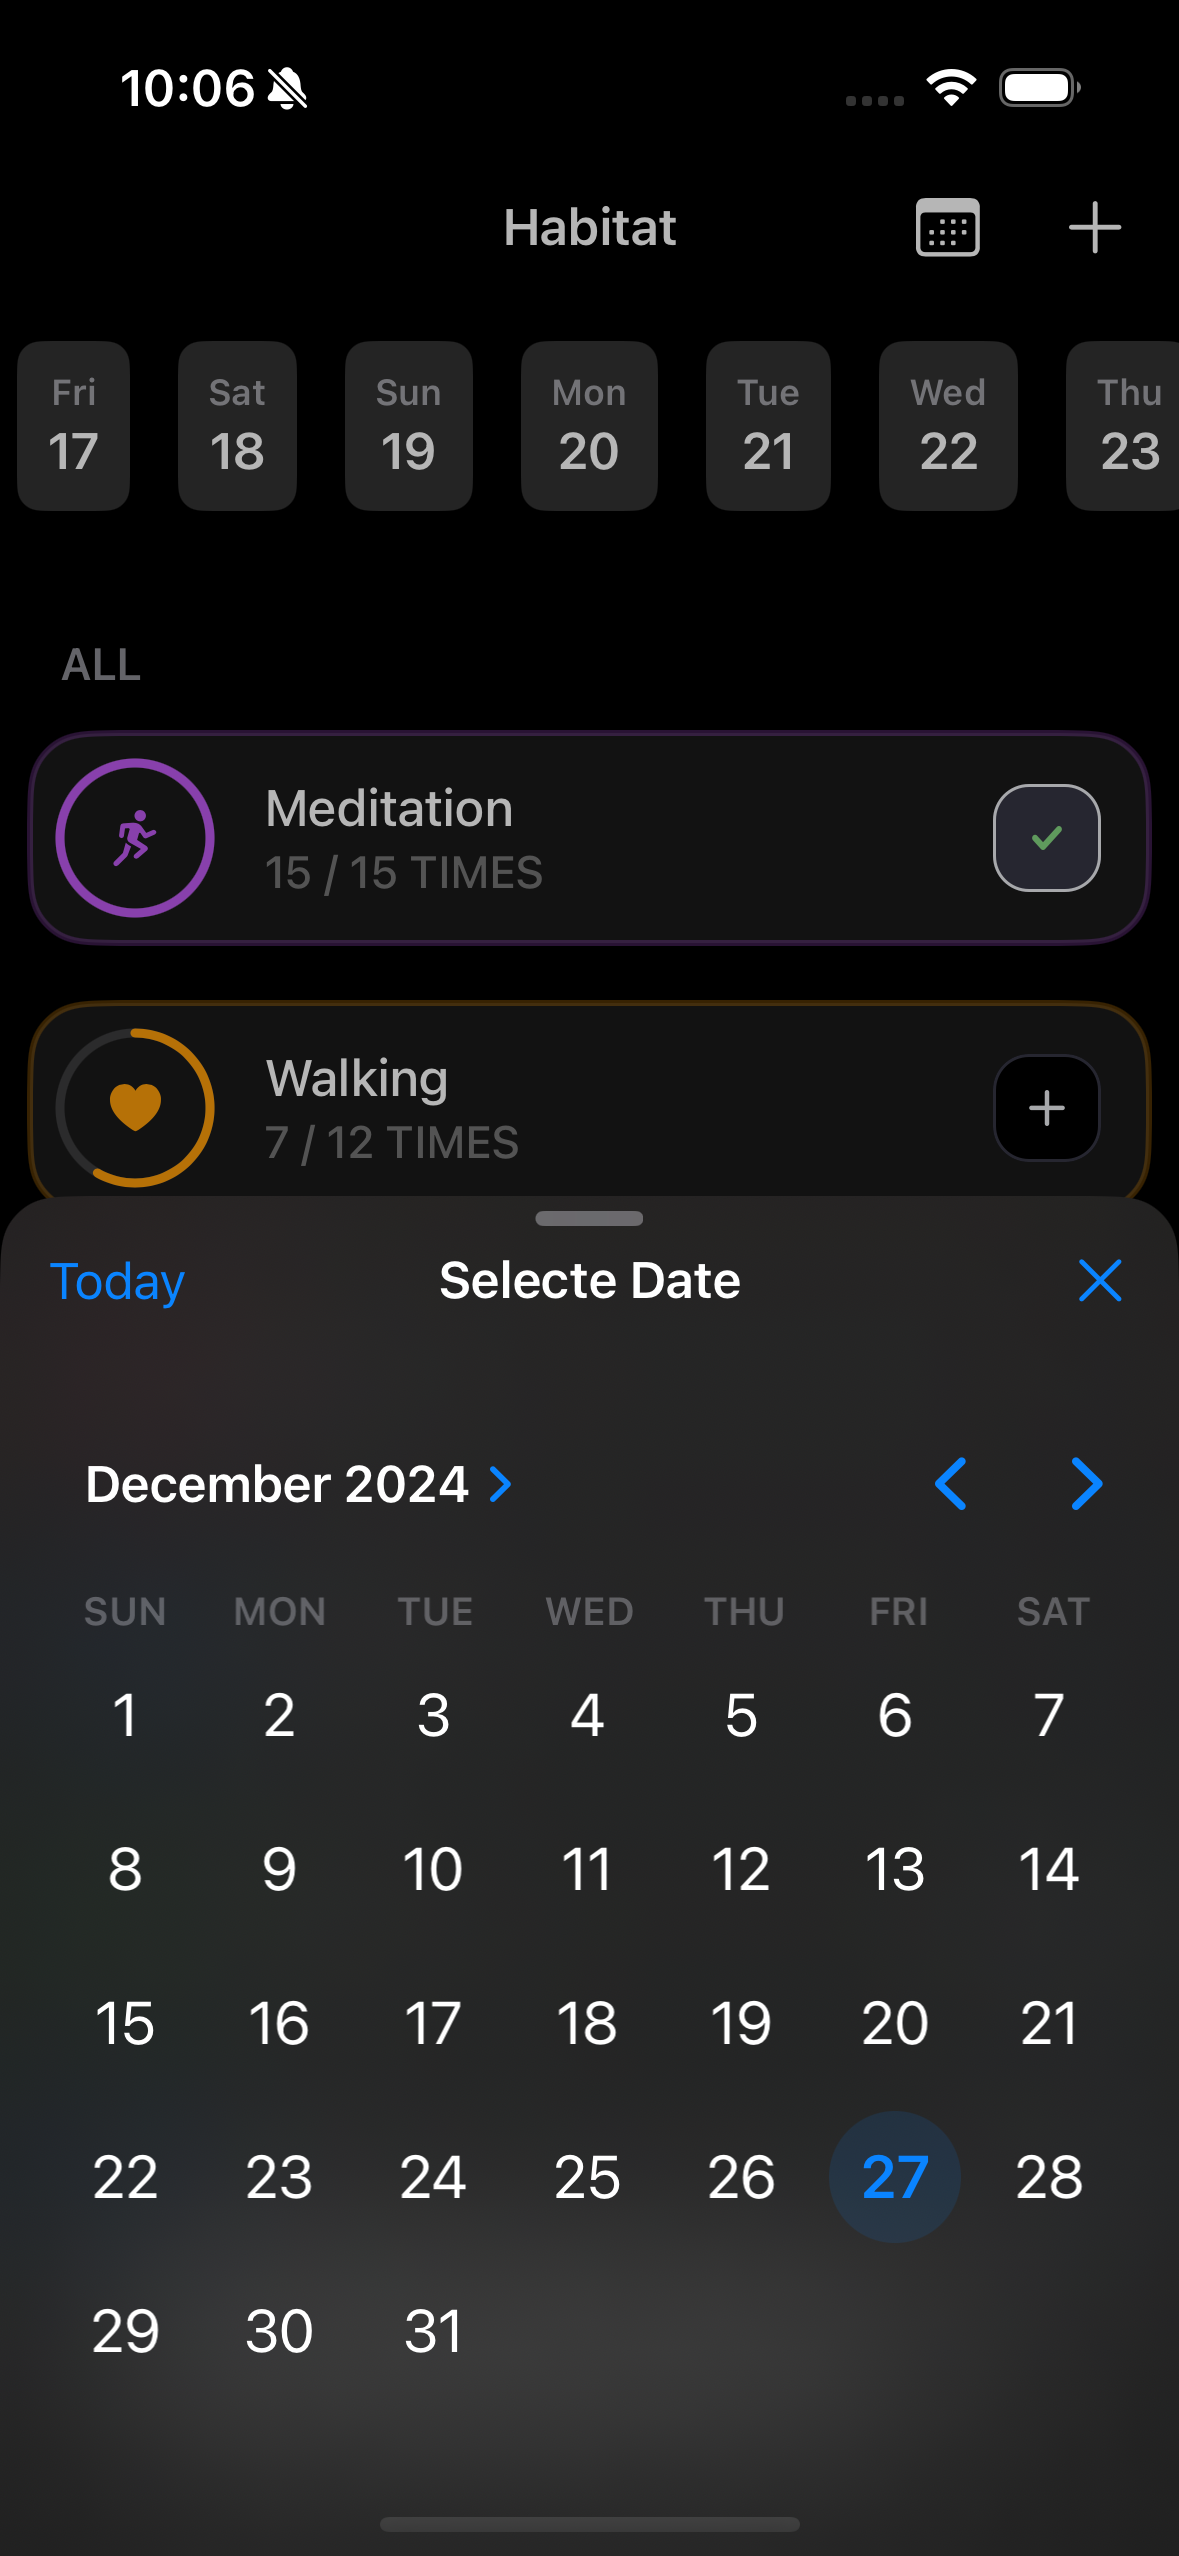 10:06
Habitat
Fri Sat Sun Mon Tue Wed Thu
17 18 19 20 21 22 23
ALL
Meditation
15 / 15 TIMES
Walking
7 / 12 TIMES
Today Selecte Date
December 2024
SUN MON TUE WED THU FRI SAT
1 2 3 4 5 6 7
8 9 10 11 12 13 14
15 16 17 18 19 20 21
22 23 24 25 26 27 28
29 30 31